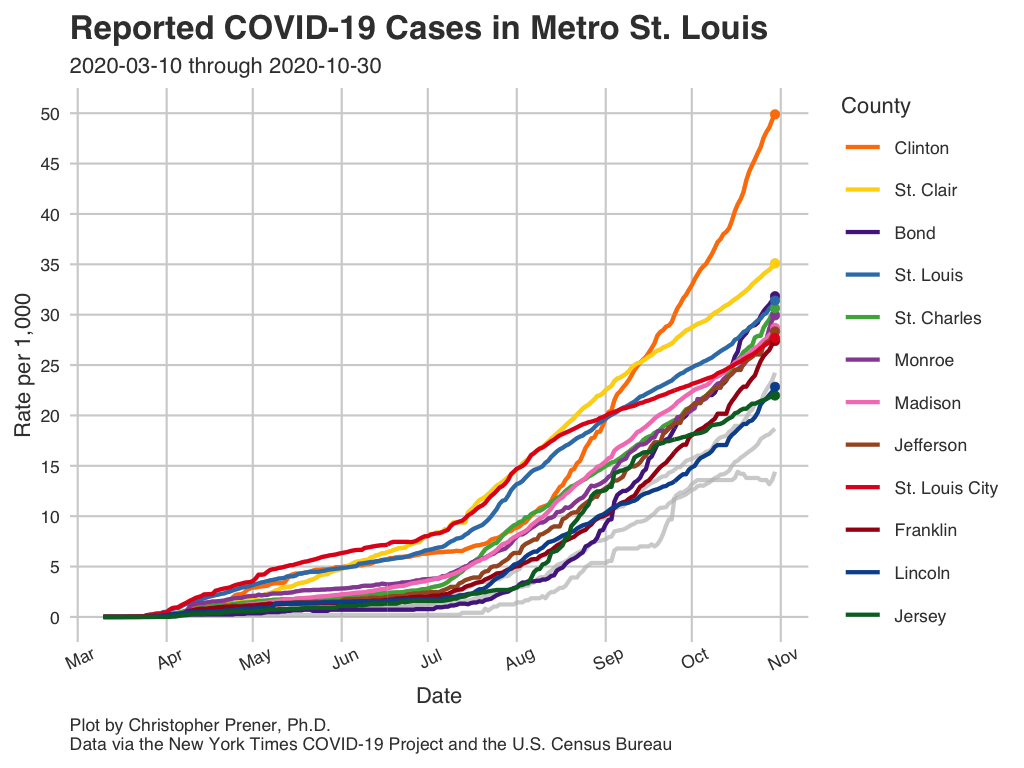 Reported COVID-19 Cases in Metro St. Louis
2020-03-10 through 2020-10-30
Rate per 1,000
50
45
40
35
30
25
20
15
10
5
0
Mar
Apr
May
Jun
Jul
Aug
Sep
Oct
Nov
Date
County
Clinton
St. Clair
Bond
St. Louis
St. Charles
Monroe
Madison
Jefferson
St. Louis City
Franklin
Lincoln
Jersey
Plot by Christopher Prener, Ph.D.
Data via the New York Times COVID-19 Project and the U.S. Census Bureau